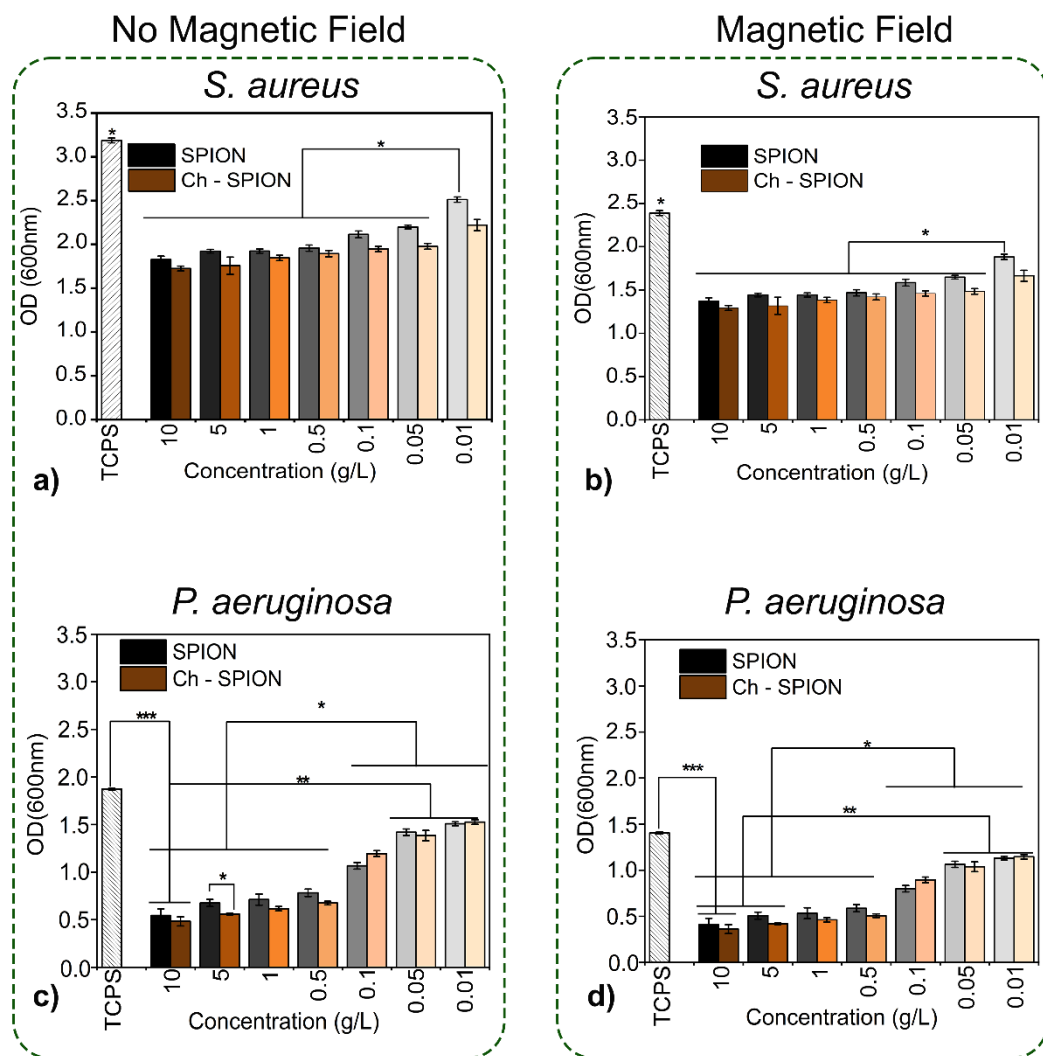 No Magnetic Field
Magnetic Field
S. aureus
3.5
3.0
2.5
2.0
1.5
1.0
0.5
0.0
OD (600nm)
*
SPION
Ch - SPION
*
TCPS
10
5
1
0.5
0.1
0.05
0.01
Concentration (g/L)
a)
S. aureus
3.5
3.0
2.5
2.0
1.5
1.0
0.5
0.0
OD(600nm)
*
SPION
Ch - SPION
*
TCPS
10
5
1
0.5
0.1
0.05
0.01
Concentration (g/L)
b)
P. aeruginosa
3.5
3.0
2.5
2.0
1.5
1.0
0.5
0.0
OD(600nm)
SPION
Ch - SPION
***
*
**
*
TCPS
10
5
1
0.5
0.1
0.05
0.01
Concentration (g/L)
c)
P. aeruginosa
3.5
3.0
2.5
2.0
1.5
1.0
0.5
0.0
OD(600nm)
SPION
Ch - SPION
***
*
**
TCPS
10
5
1
0.5
0.1
0.05
0.01
Concentration (g/L)
d)